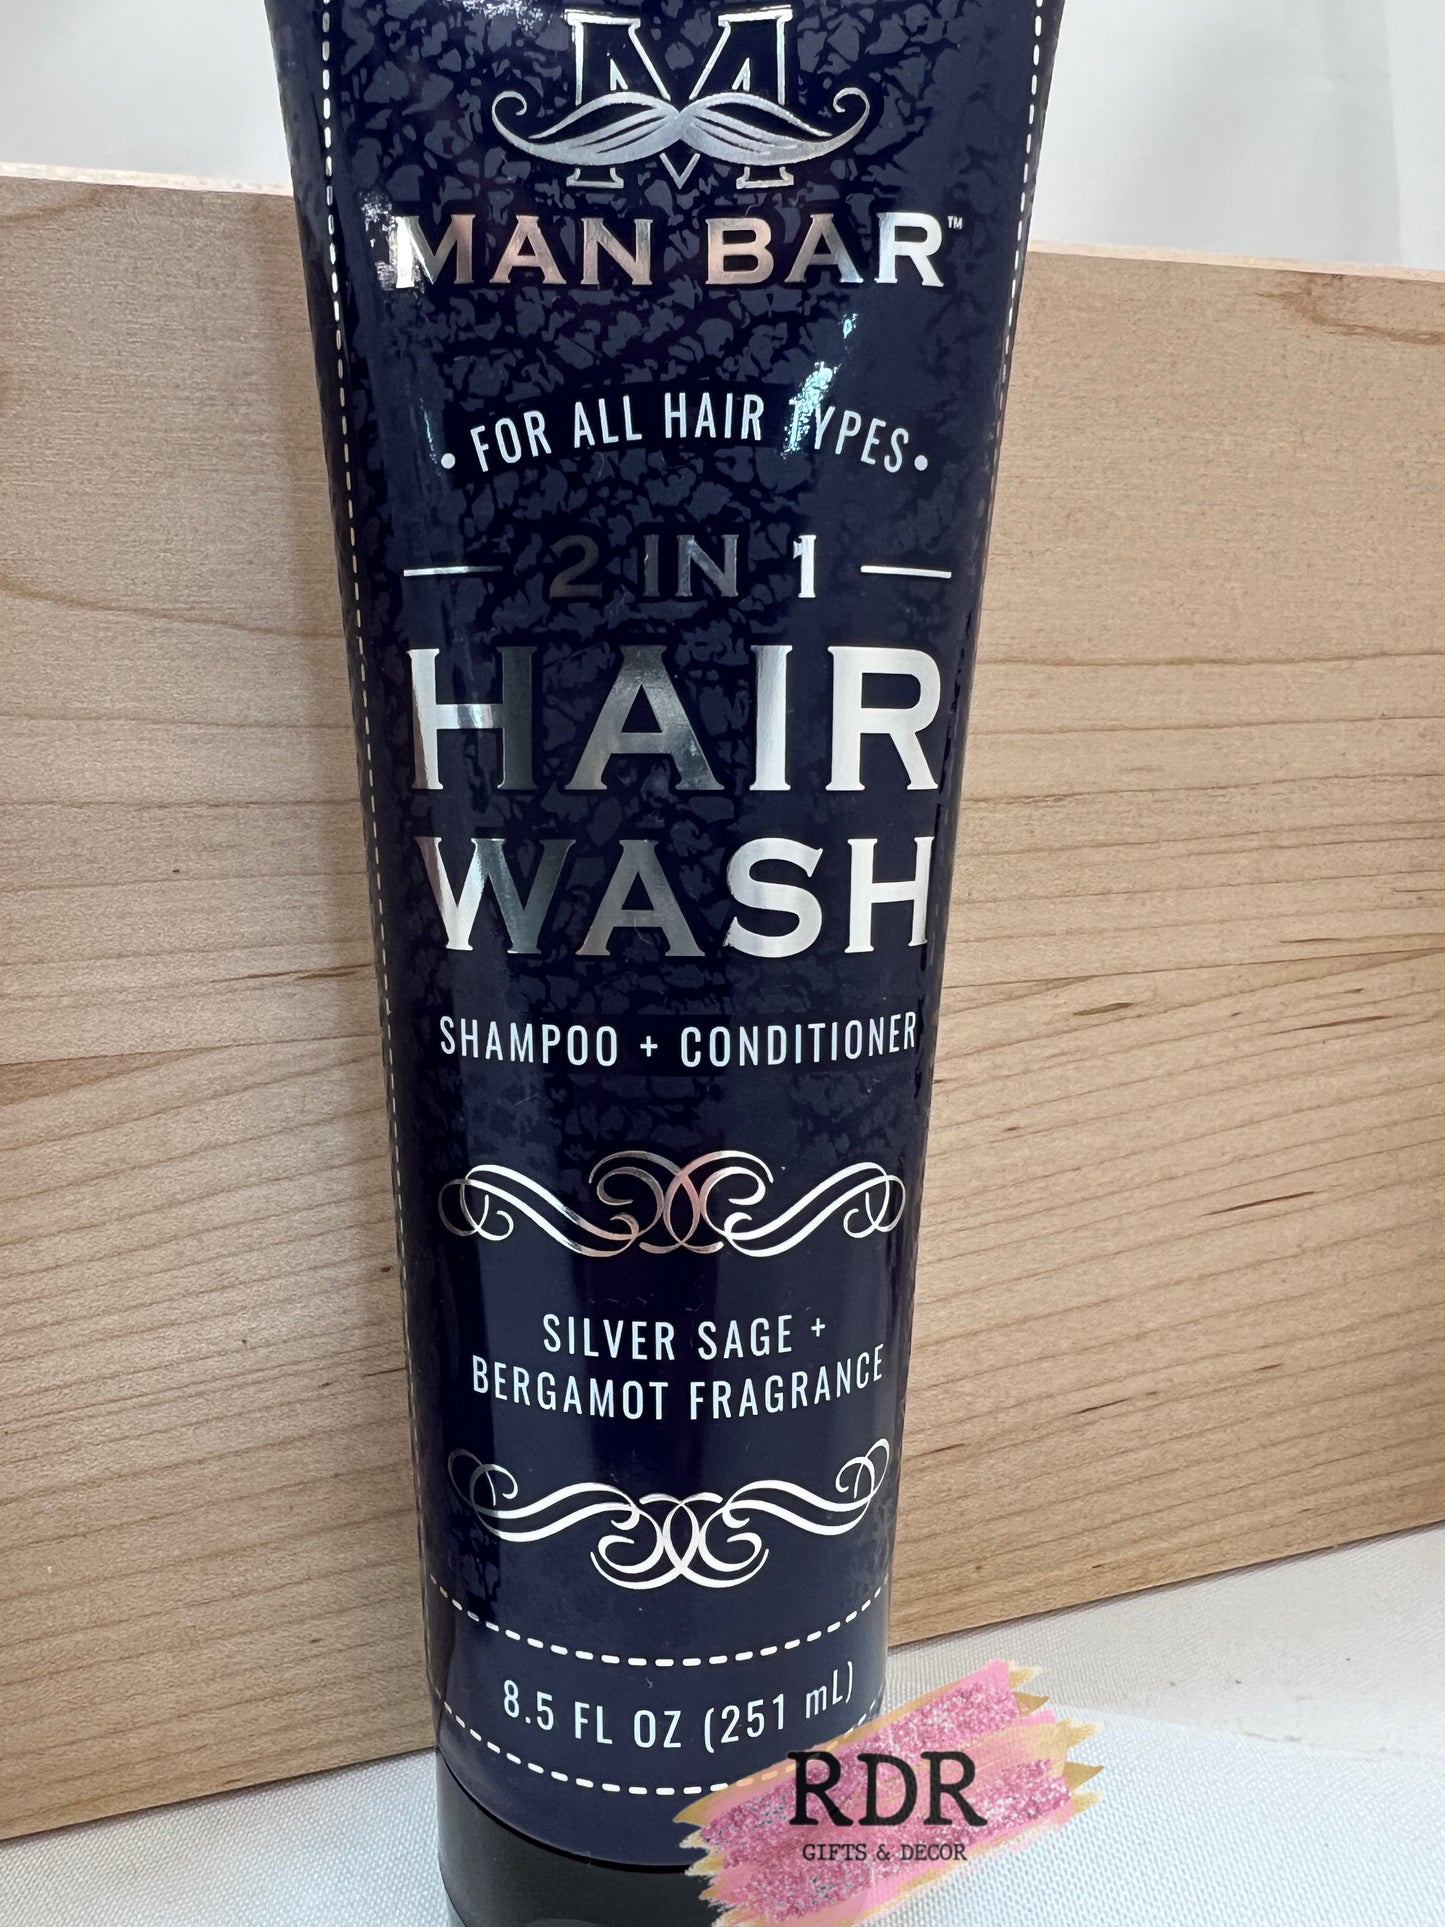 M
MAN BAR™
• FOR ALL HAIR TYPES •
2 IN 1
HAIR
WASH
SHAMPOO + CONDITIONER
SILVER SAGE +
BERGAMOT FRAGRANCE
8.5 FL OZ (251 mL)
RDR
GIFTS & DECOR